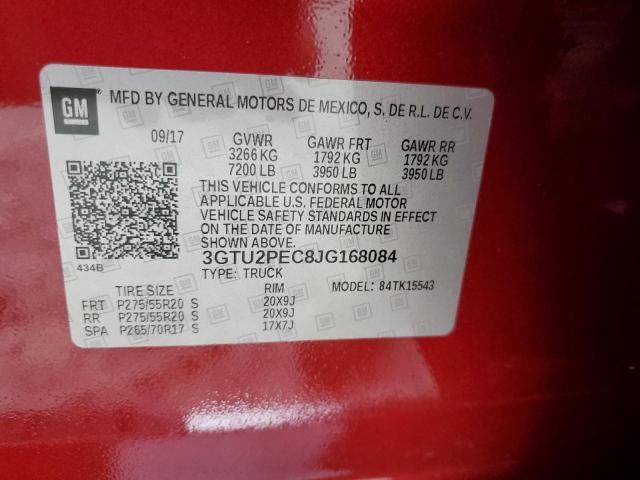 GM ® MFD BY GENERAL MOTORS DE MEXICO, S. DE R.L. DE C.V.
09/17 GVWR GAWR FRT GAWR RR
3266 KG 1792 KG 1792 KG
7200 LB 3950 LB 3950 LB
THIS VEHICLE CONFORMS TO ALL
APPLICABLE U.S. FEDERAL MOTOR
VEHICLE SAFETY STANDARDS IN EFFECT
ON THE DATE OF MANUFACTURE
SHOWN ABOVE.
434B 3GTU2PEC8JG168084
TYPE: TRUCK
TIRE SIZE RIM MODEL: 84TK15543
FRT P275/55R20 S 20X9J
RR P275/55R20 S 20X9J
SPA P265/70R17 S 17X7J